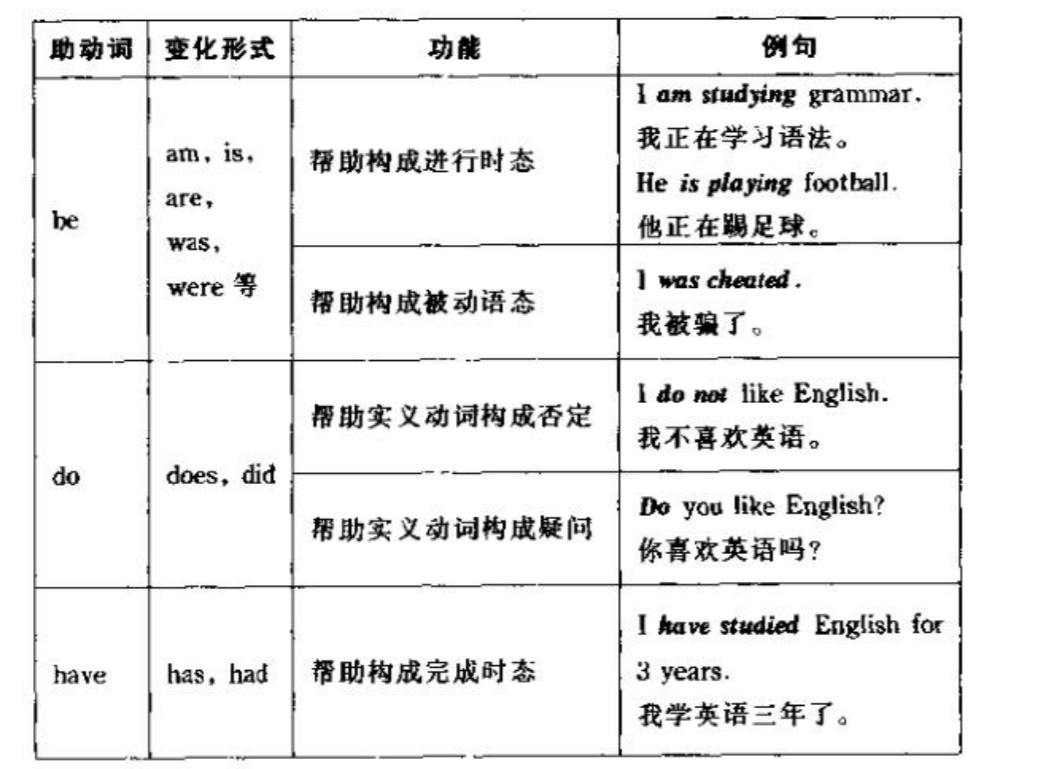 助动词 变化形式 功能 例句
be
am, is,
are,
was,
were 等
帮助构成进行时态
I am studying grammar.
我正在学习语法。
He is playing football.
他正在踢足球。
帮助构成被动语态
I was cheated.
我被骗了。
do
does, did
帮助实义动词构成否定
I do not like English.
我不喜欢英语。
帮助实义动词构成疑问
Do you like English?
你喜欢英语吗?
have
has, had
帮助构成完成时态
I have studied English for
3 years.
我学英语三年了。